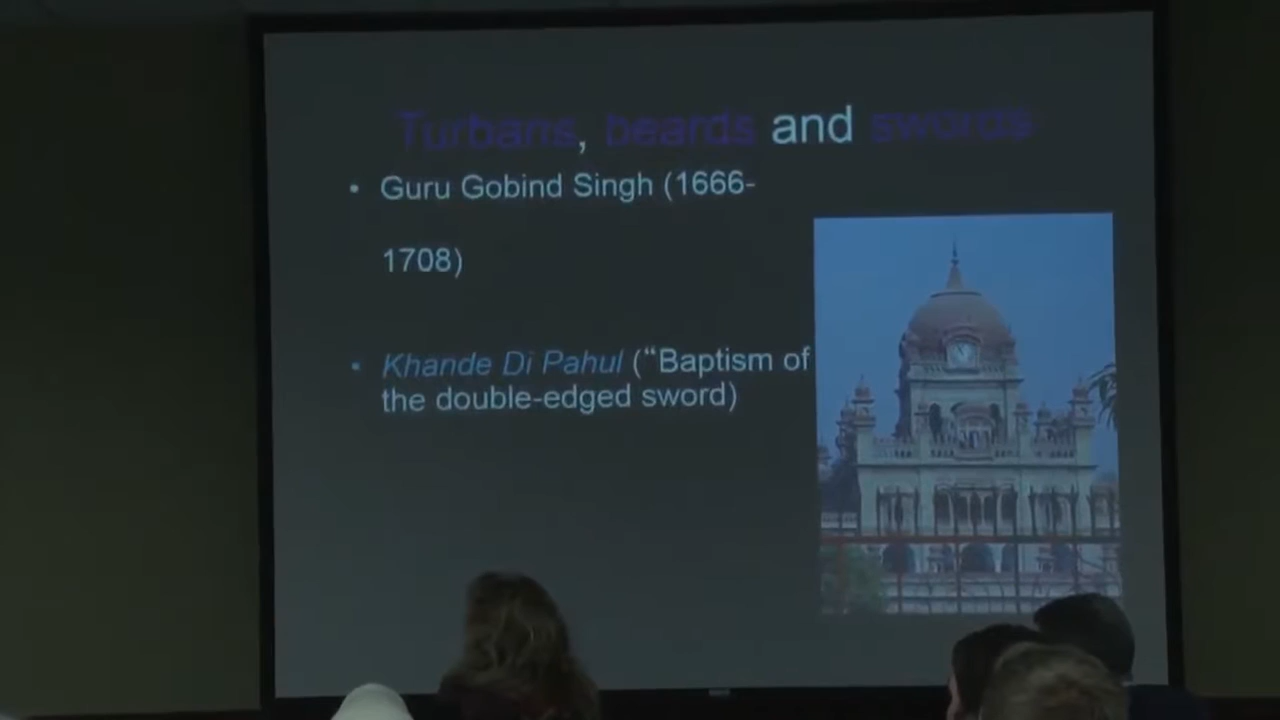 Turbans, beards and swords
• Guru Gobind Singh (1666-
1708)
• Khande Di Pahul (“Baptism of
the double-edged sword)